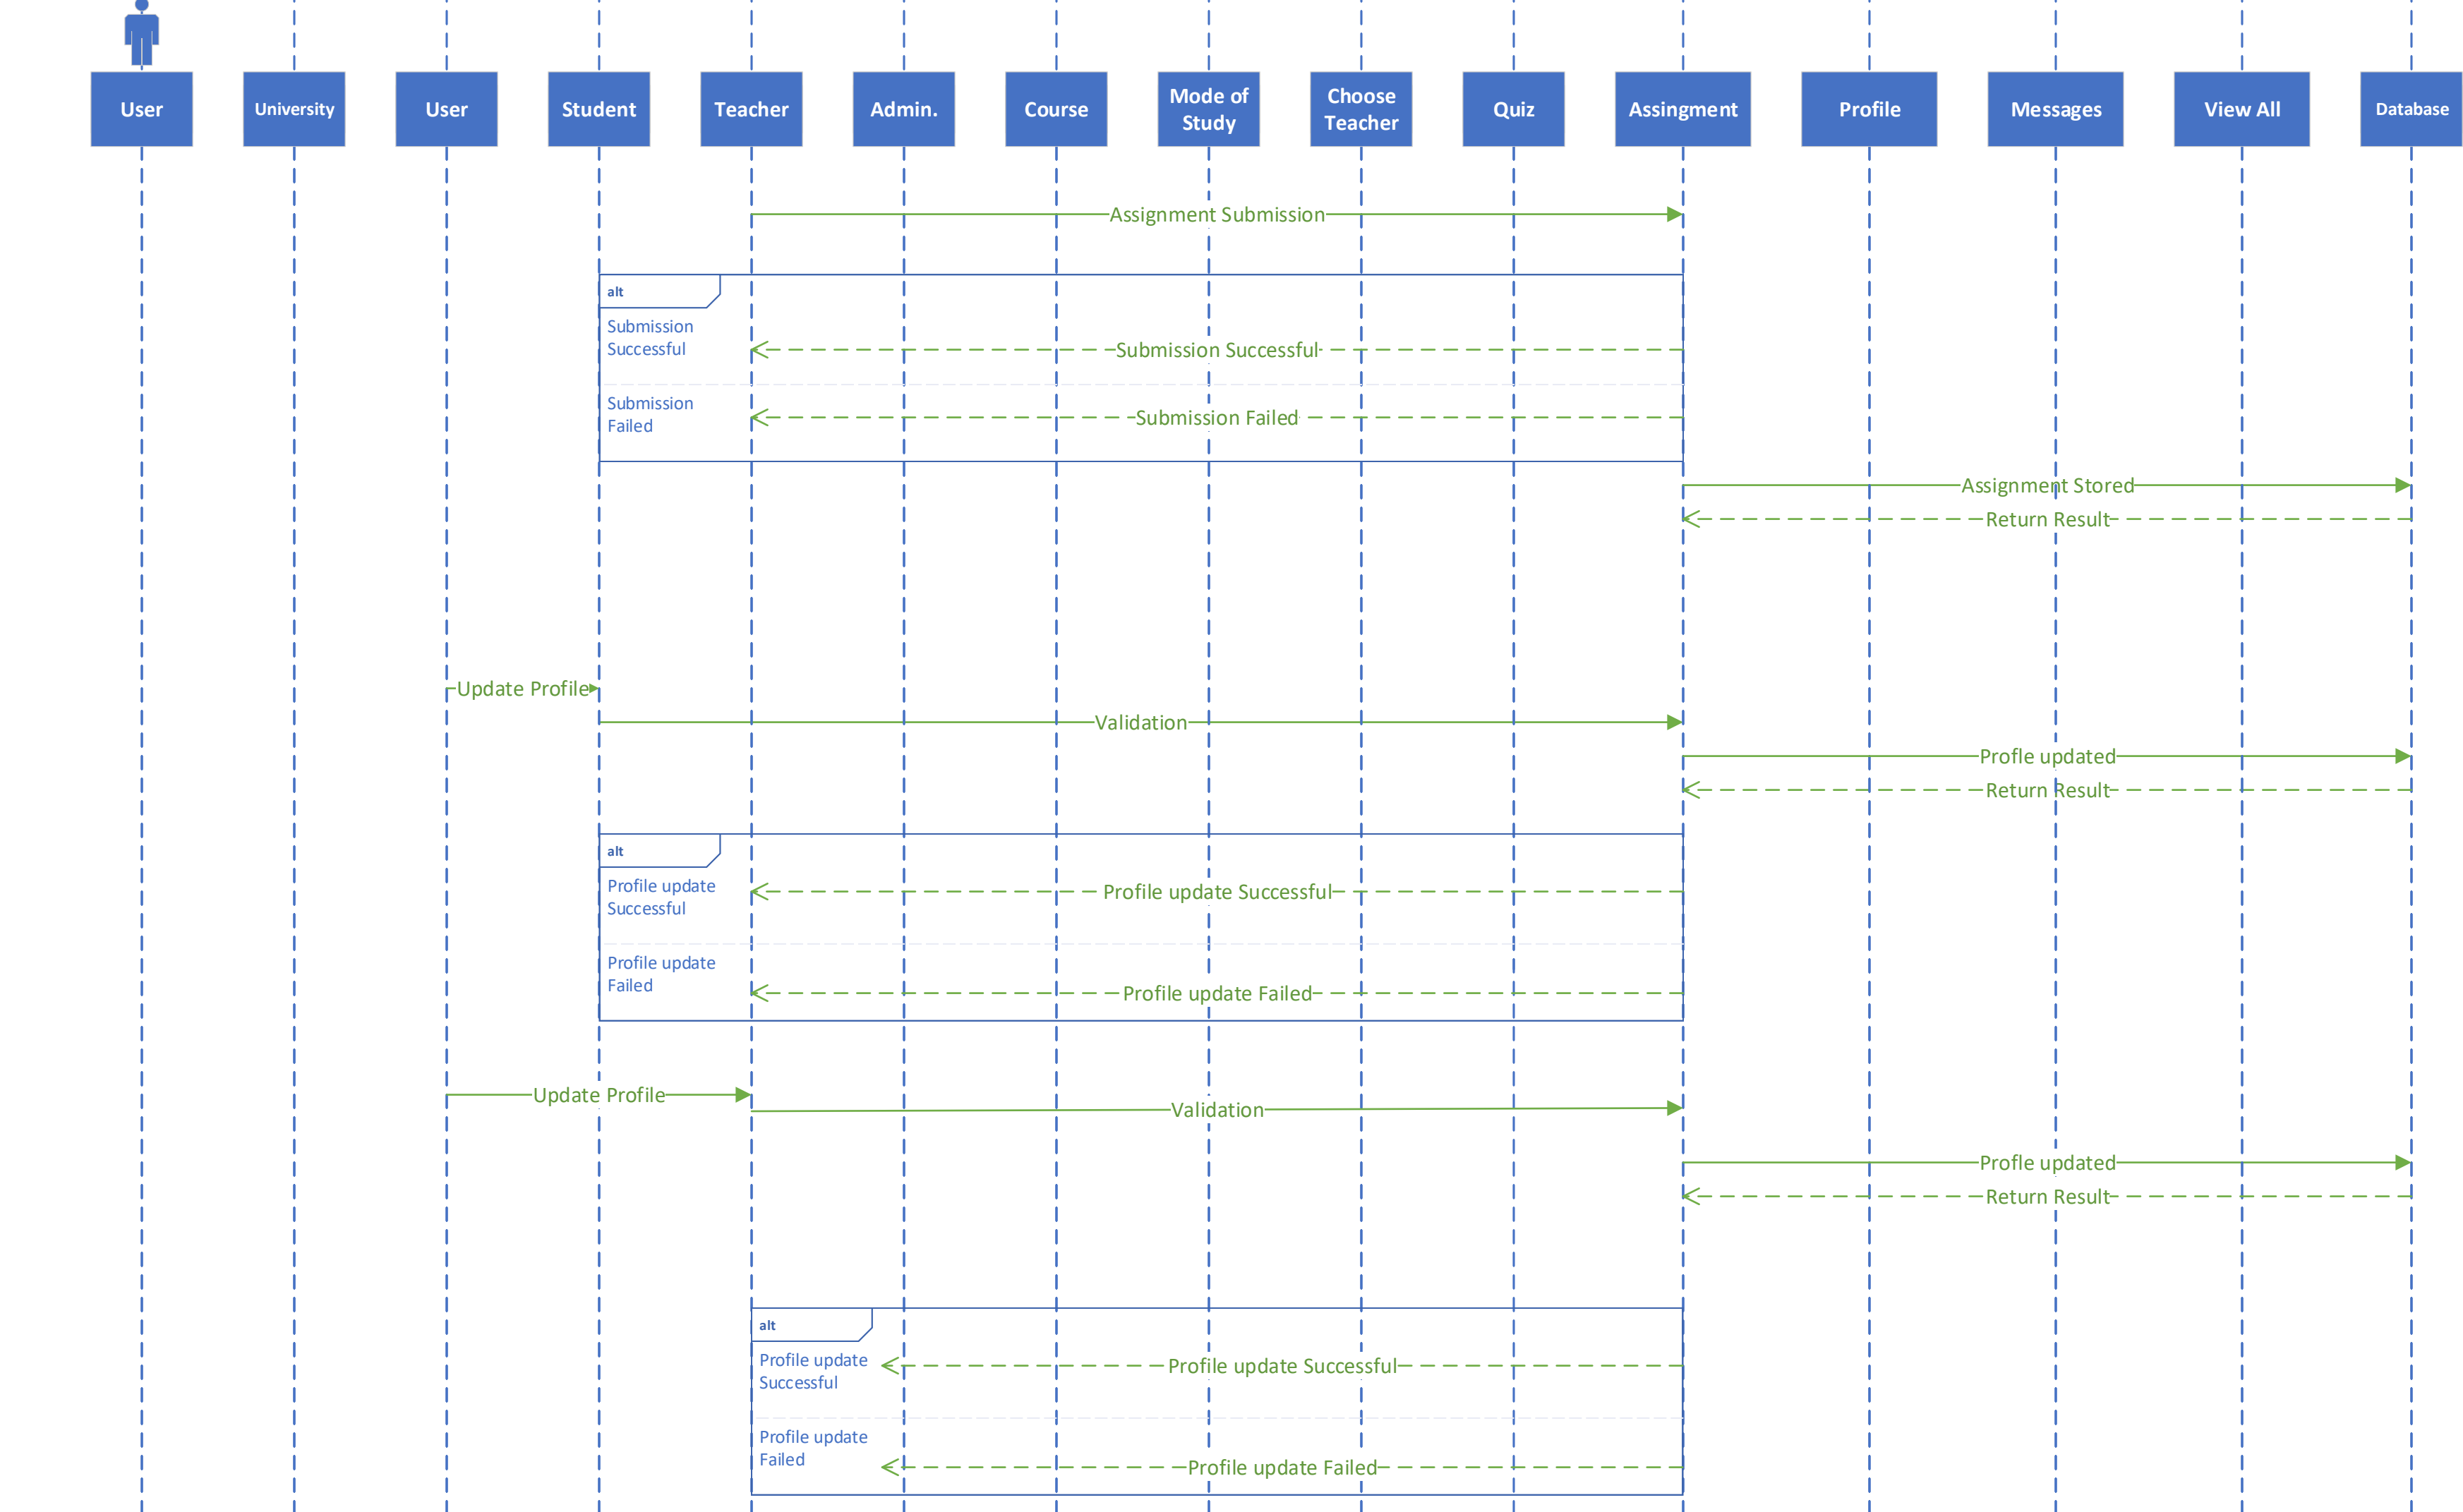 User
University
User
Student
Teacher
Admin.
Course
Mode of
Study
Choose
Teacher
Quiz
Assingment
Profile
Messages
View All
Database
Assignment Submission
alt
Submission
Successful
Submission Successful
Submission
Failed
Submission Failed
Assignment Stored
Return Result
Update Profile
Validation
Profle updated
Return Result
alt
Profile update
Successful
Profile update Successful
Profile update
Failed
Profile update Failed
Update Profile
Validation
Profle updated
Return Result
alt
Profile update
Successful
Profile update Successful
Profile update
Failed
Profile update Failed